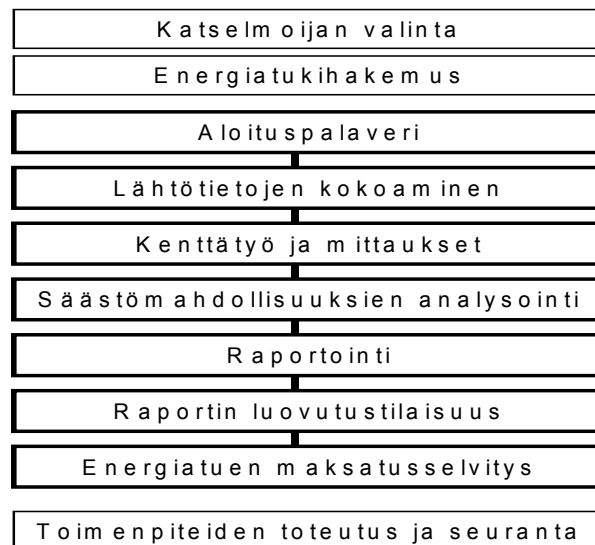 Katselmoijan valinta
Energiatukihakemus
Aloituspalaveri
Lähtötietojen kokoaminen
Kenttätyö ja mittaukset
Säästömahdollisuuksien analysointi
Raportointi
Raportin luovutustilaisuus
Energiatuen maksatusselvitys
Toimenpiteiden toteutus ja seuranta